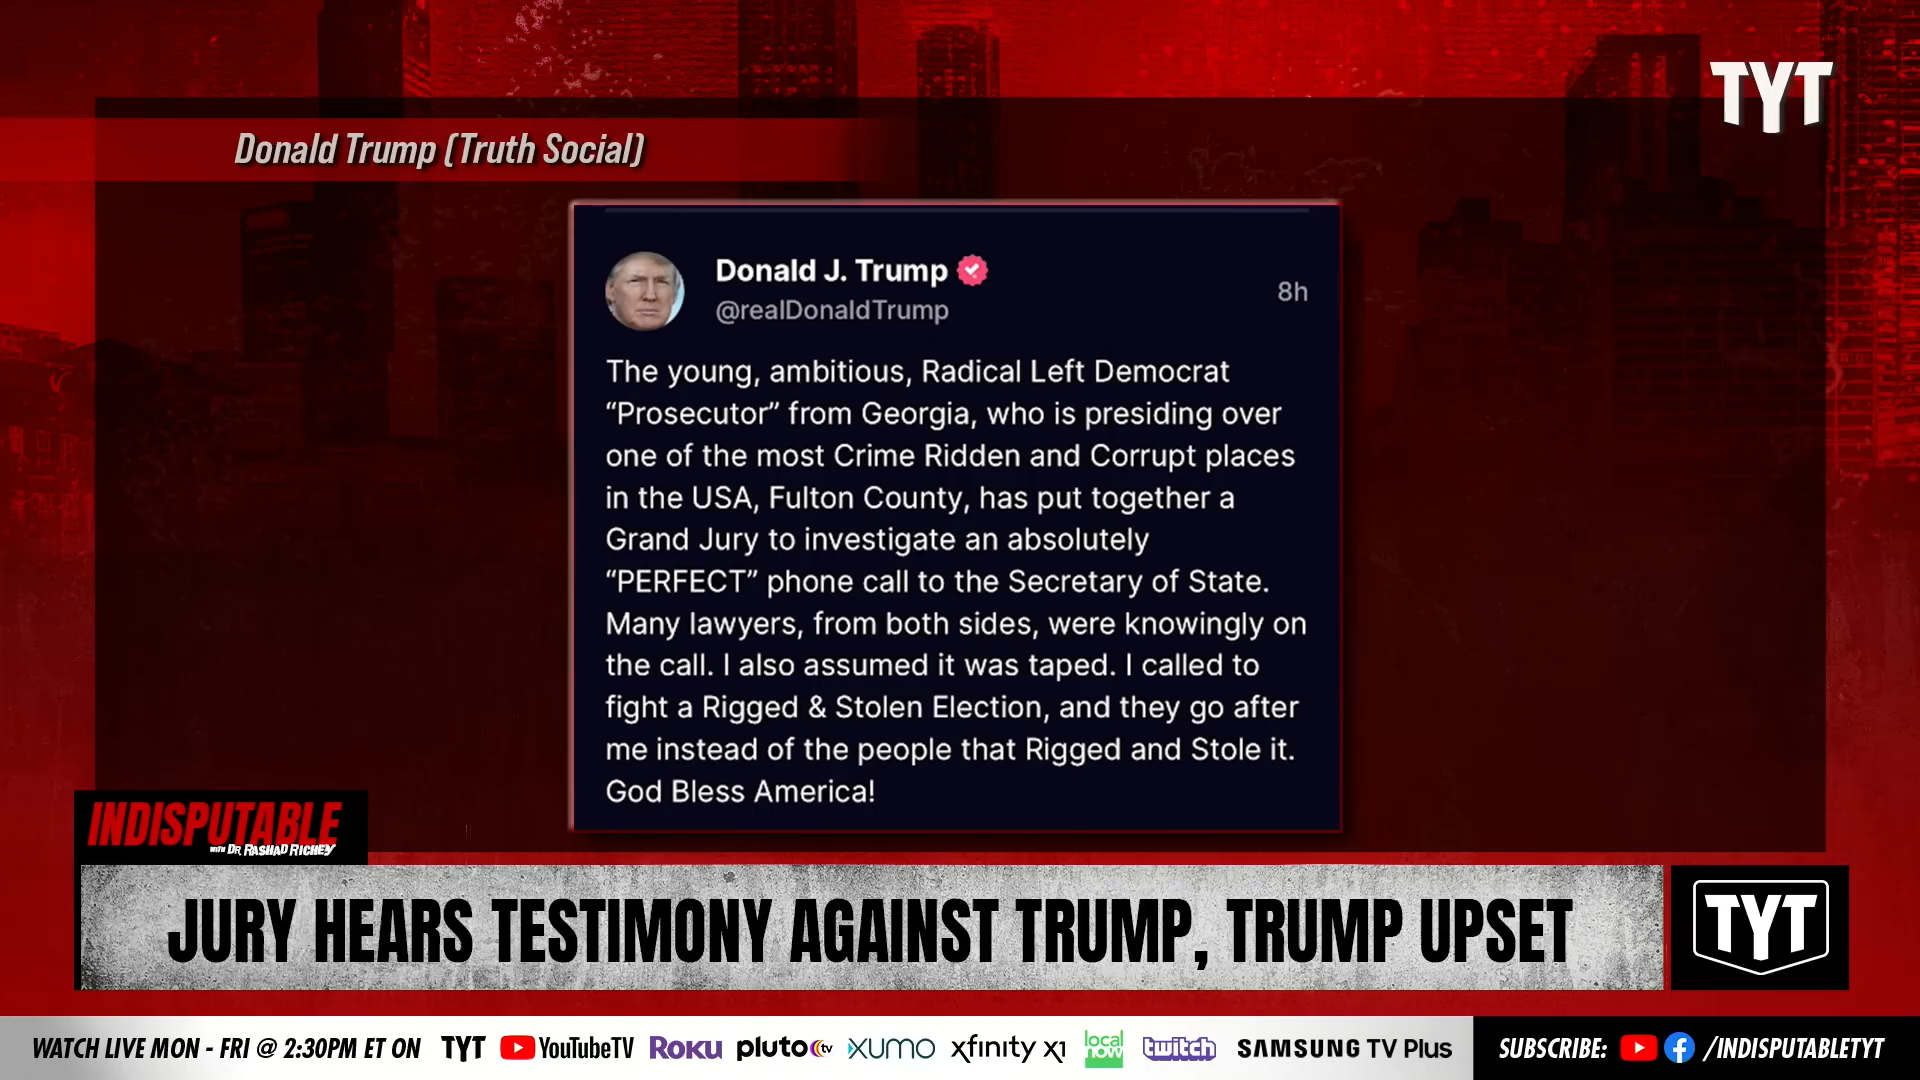 TYT
Donald Trump (Truth Social)
Donald J. Trump
@realDonaldTrump
8h
The young, ambitious, Radical Left Democrat
“Prosecutor” from Georgia, who is presiding over
one of the most Crime Ridden and Corrupt places
in the USA, Fulton County, has put together a
Grand Jury to investigate an absolutely
“PERFECT” phone call to the Secretary of State.
Many lawyers, from both sides, were knowingly on
the call. I also assumed it was taped. I called to
fight a Rigged & Stolen Election, and they go after
me instead of the people that Rigged and Stole it.
God Bless America!
INDISPUTABLE
WITH DR RASHAD RICHEY
JURY HEARS TESTIMONY AGAINST TRUMP, TRUMP UPSET
TYT
WATCH LIVE MON - FRI @ 2:30PM ET ON TYT YouTubeTV ROKU pluto tv XUMO xfinity X1 local now twitch SAMSUNG TV Plus SUBSCRIBE: /INDISPUTABLETYT